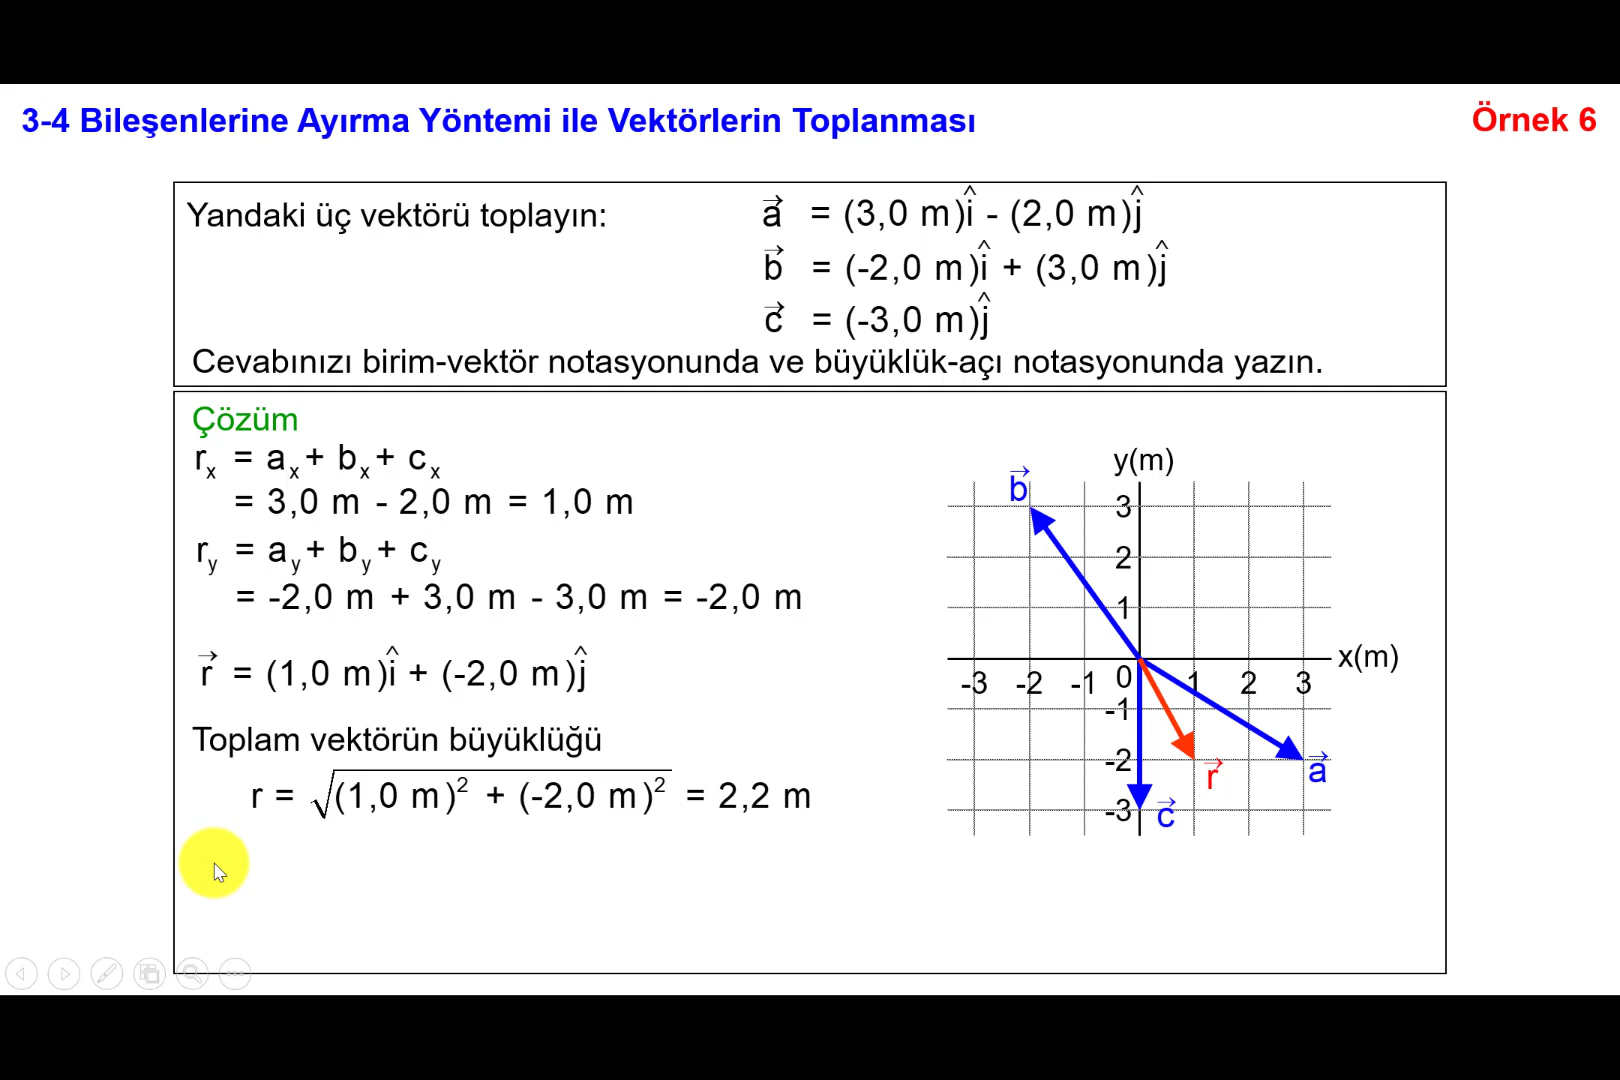 3-4 Bileşenlerine Ayırma Yöntemi ile Vektörlerin Toplanması
Örnek 6
Yandaki üç vektörü toplayın:
a⃗ = (3,0 m)î - (2,0 m)ĵ
b⃗ = (-2,0 m)î + (3,0 m)ĵ
c⃗ = (-3,0 m)ĵ
Cevabınızı birim-vektör notasyonunda ve büyüklük-açı notasyonunda yazın.
Çözüm
rₓ = aₓ + bₓ + cₓ
= 3,0 m - 2,0 m = 1,0 m
r_y = a_y + b_y + c_y
= -2,0 m + 3,0 m - 3,0 m = -2,0 m
r⃗ = (1,0 m)î + (-2,0 m)ĵ
Toplam vektörün büyüklüğü
r = √(1,0 m)² + (-2,0 m)² = 2,2 m
y(m)
b⃗
3
2
1
x(m)
-3 -2 -1 0 1 2 3
-1
-2
r⃗
a⃗
-3
c⃗